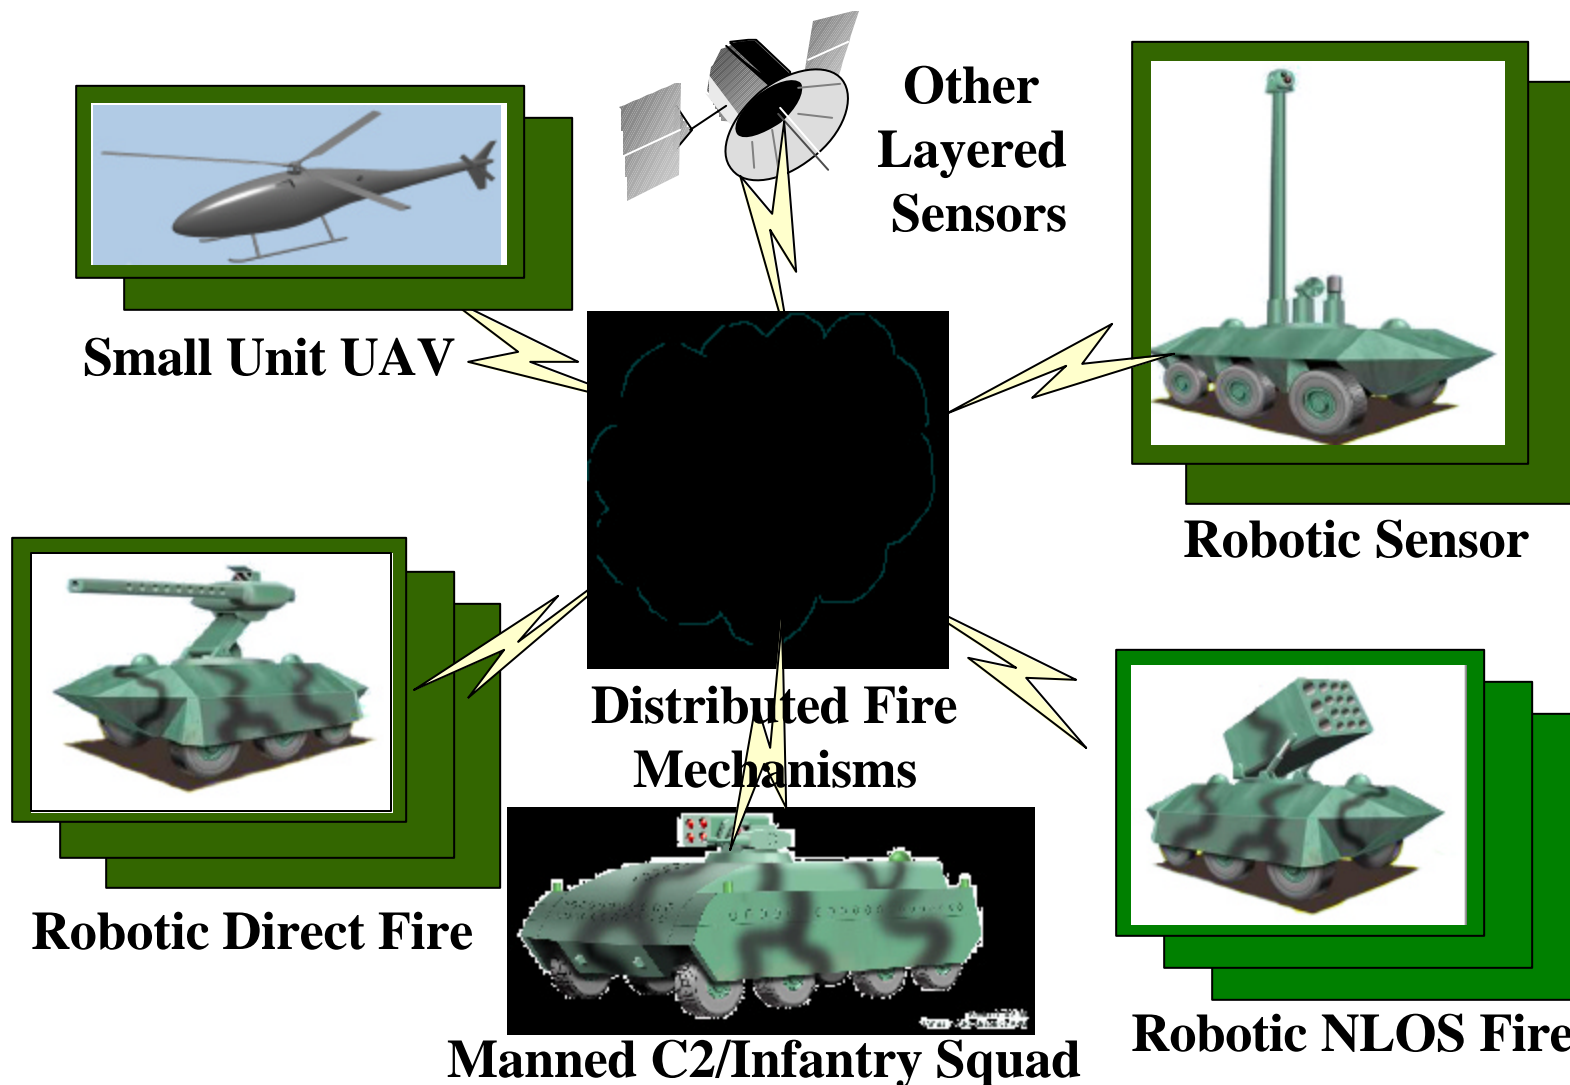 Other
Layered
Sensors
Small Unit UAV
Robotic Sensor
Distributed Fire
Mechanisms
Robotic Direct Fire
Robotic NLOS Fire
Manned C2/Infantry Squad